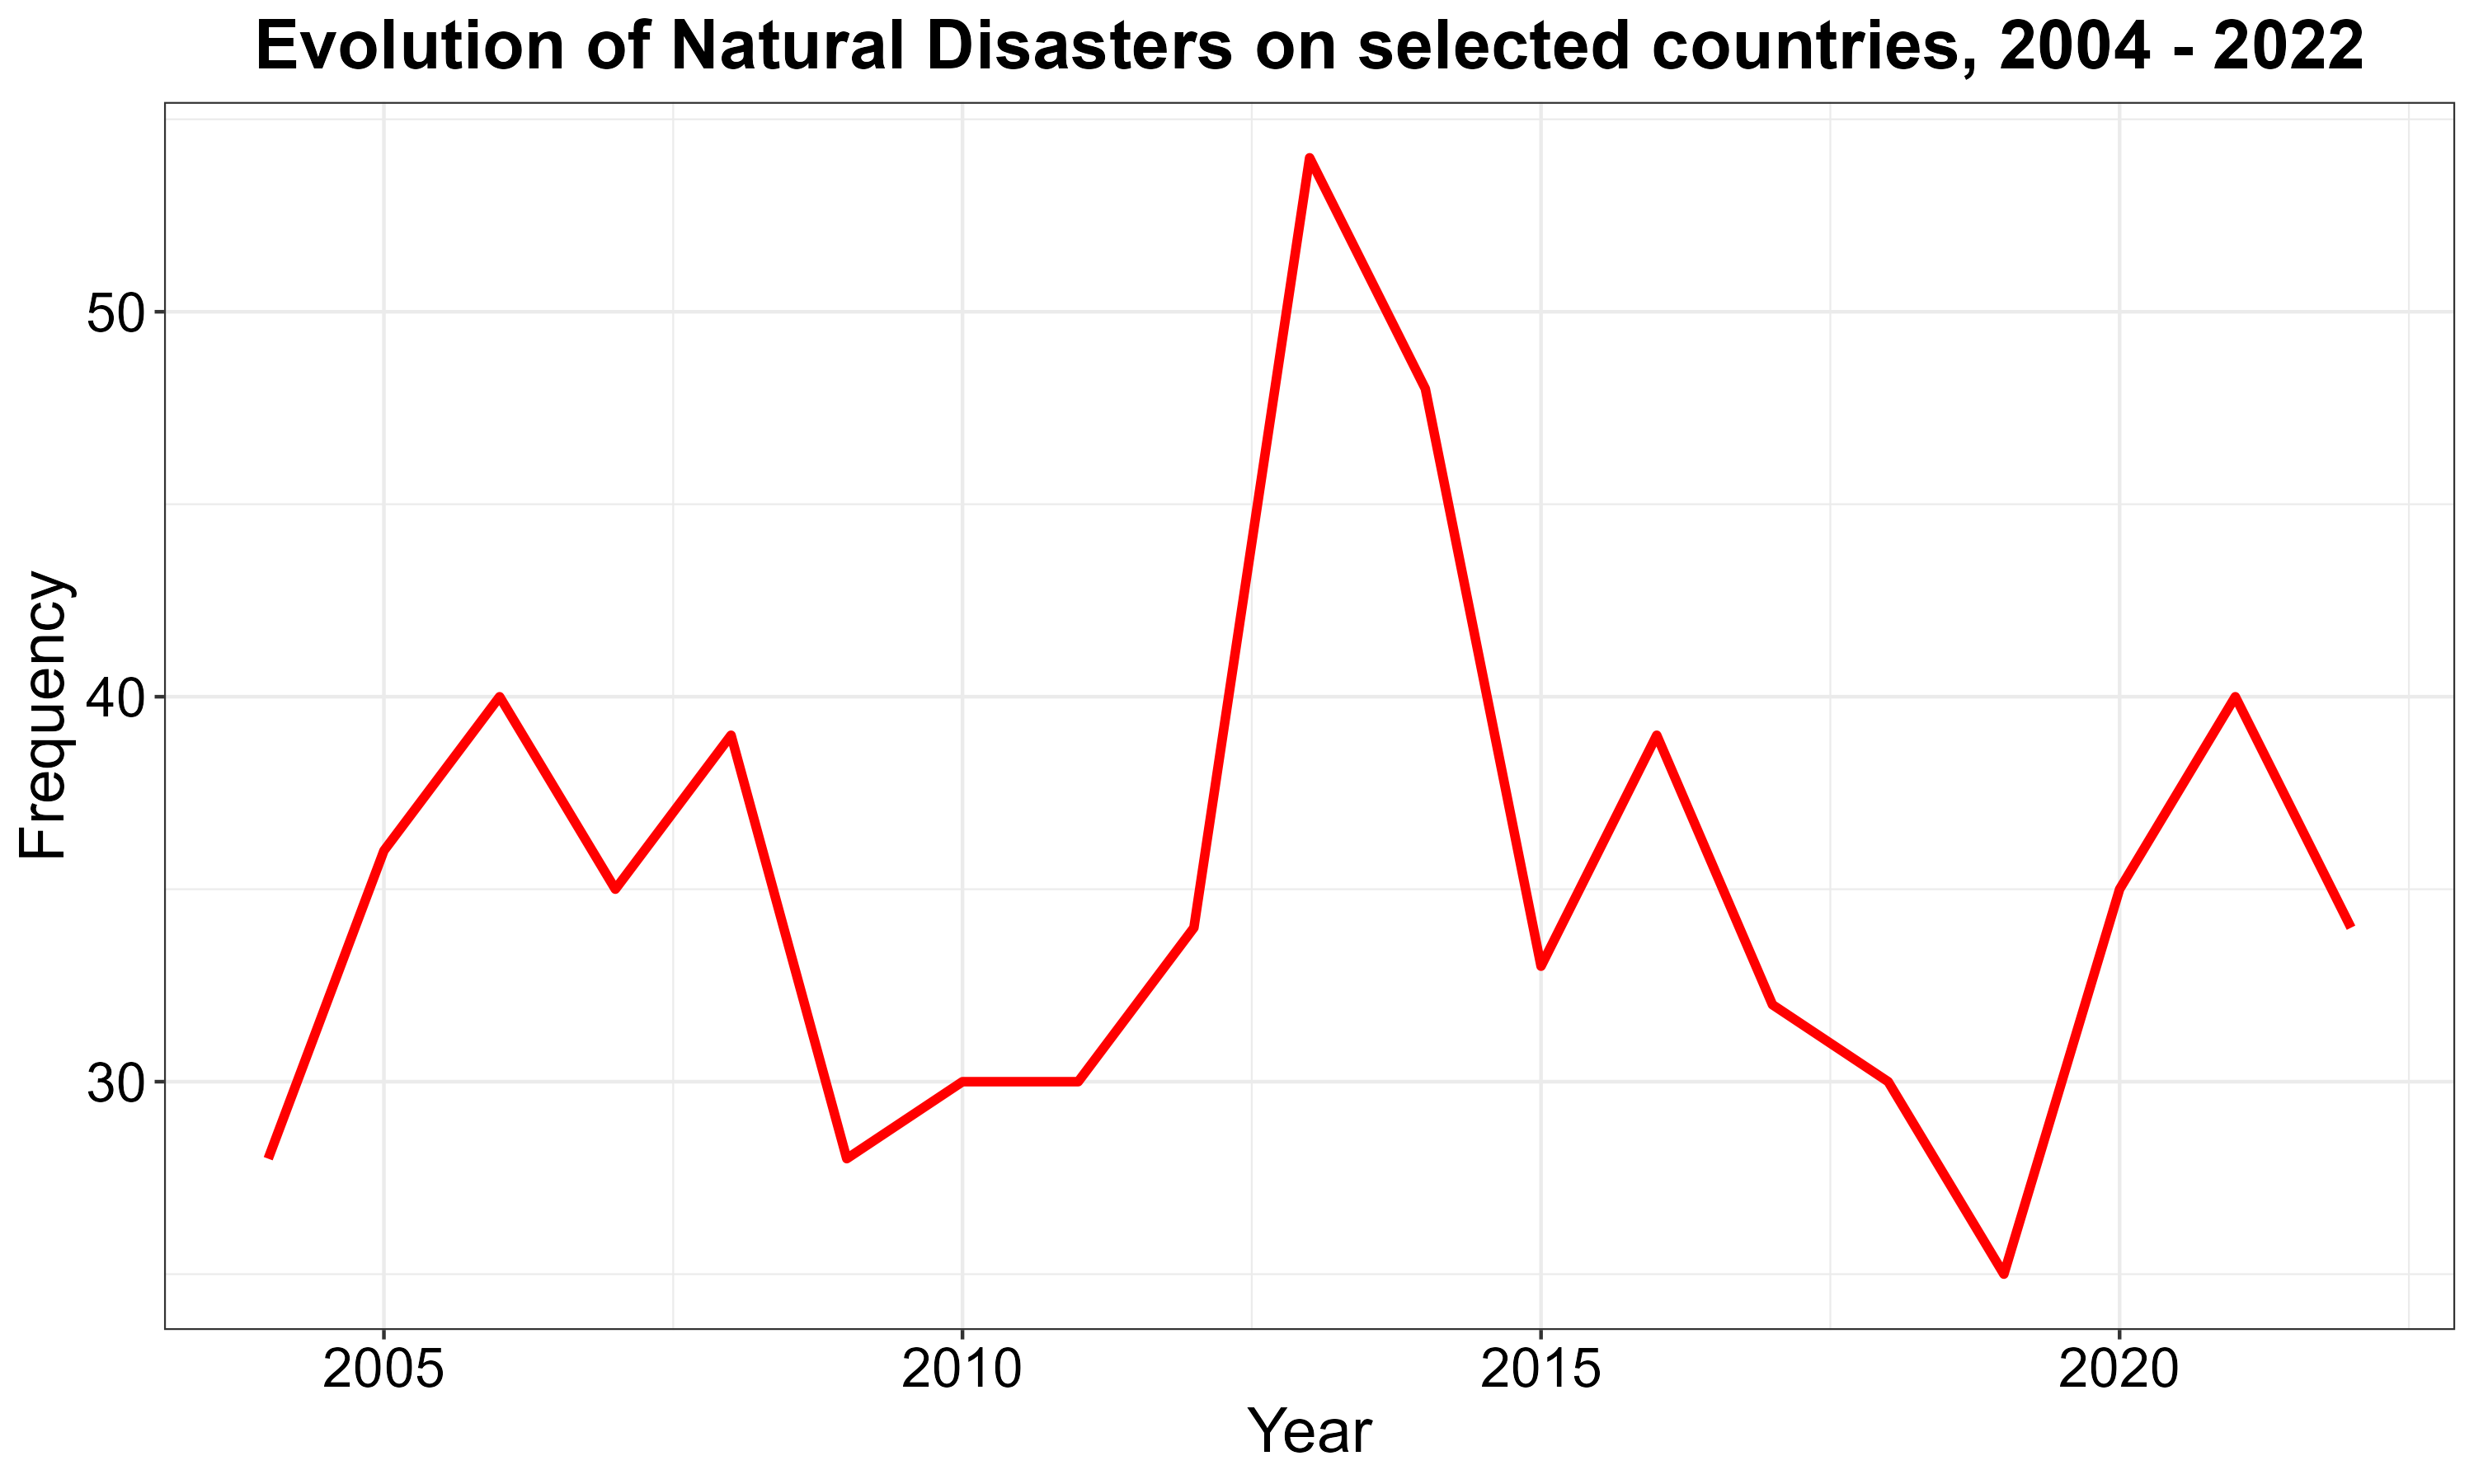 Evolution of Natural Disasters on selected countries, 2004 - 2022
Frequency
50
40
30
2005 2010 2015 2020
Year